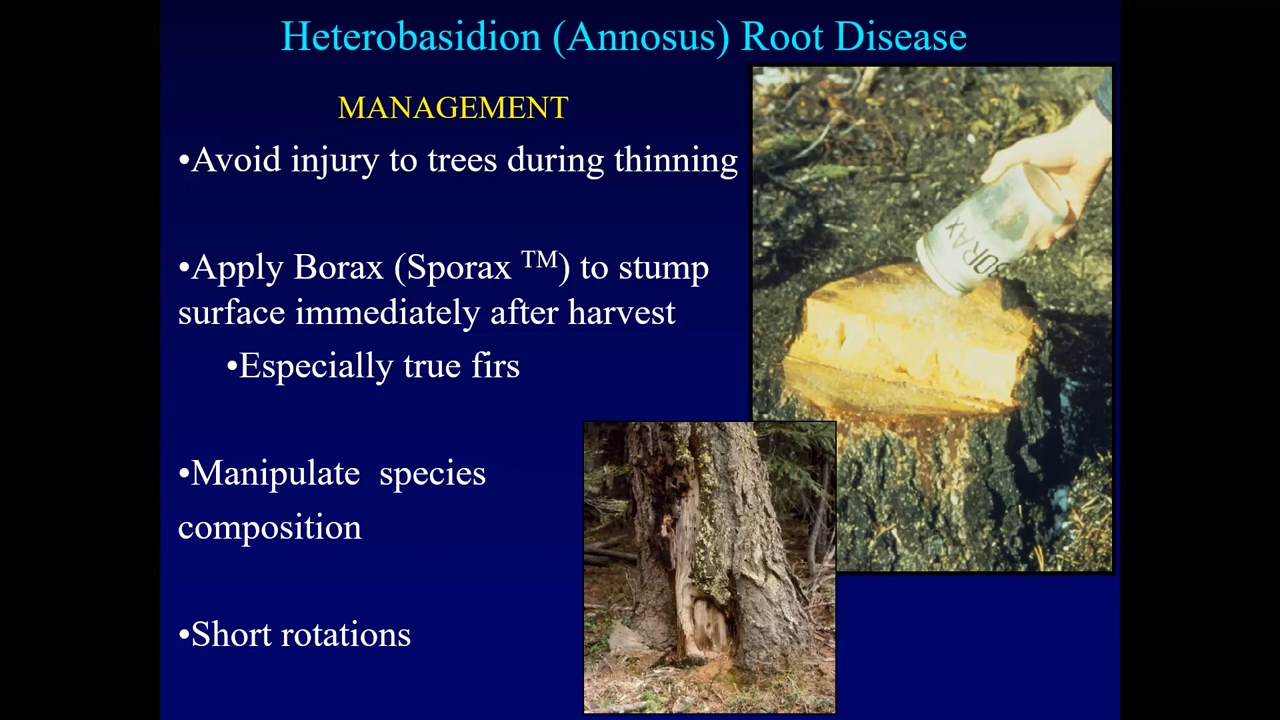 Heterobasidion (Annosus) Root Disease
MANAGEMENT
•Avoid injury to trees during thinning
•Apply Borax (Sporax ™) to stump
surface immediately after harvest
•Especially true firs
•Manipulate species
composition
•Short rotations
BORAX